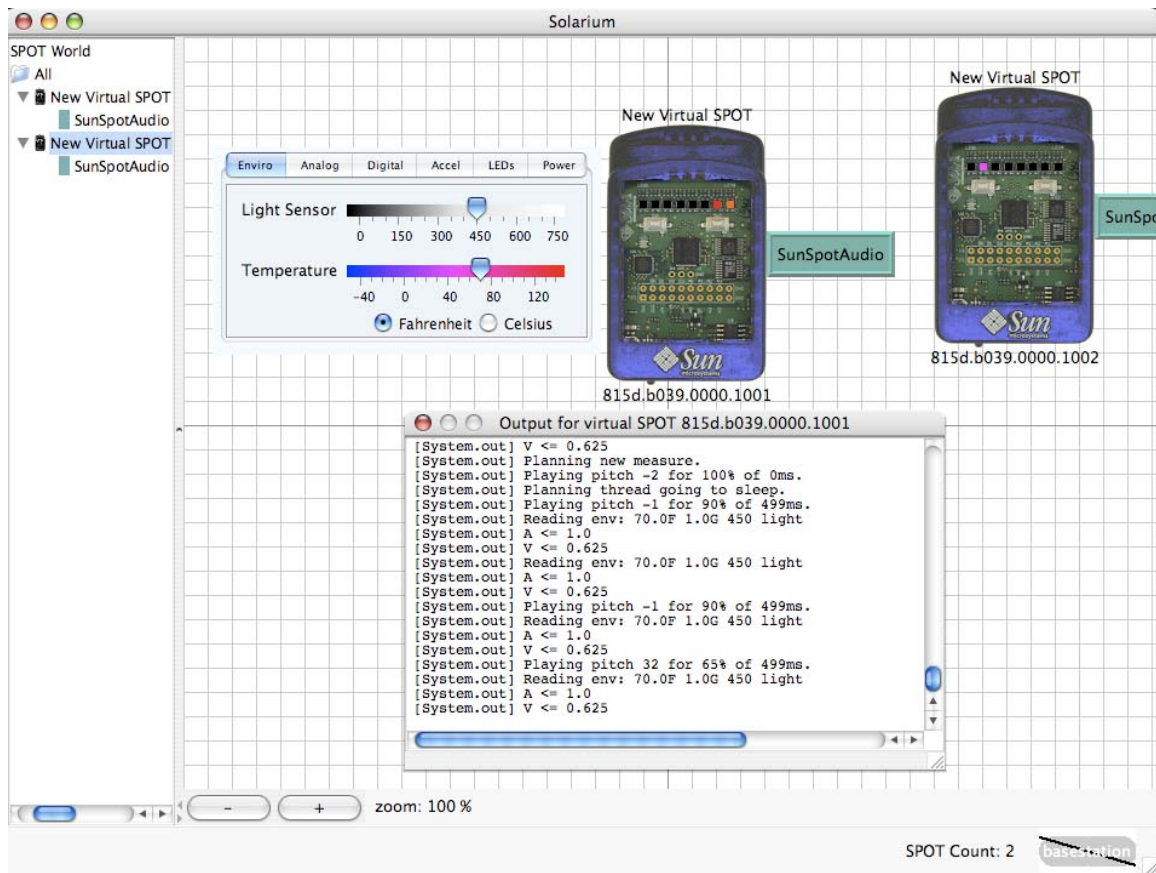 Solarium
SPOT World
All
New Virtual SPOT
SunSpotAudio
New Virtual SPOT
SunSpotAudio
Enviro Analog Digital Accel LEDs Power
Light Sensor
0 150 300 450 600 750
Temperature
-40 0 40 80 120
Fahrenheit Celsius
New Virtual SPOT
SunSpotAudio
Sun
microsystems
815d.b039.0000.1001
New Virtual SPOT
SunSpo
Sun
microsystems
815d.b039.0000.1002
Output for virtual SPOT 815d.b039.0000.1001
[System.out] V <= 0.625
[System.out] Planning new measure.
[System.out] Playing pitch -2 for 100% of 0ms.
[System.out] Planning thread going to sleep.
[System.out] Playing pitch -1 for 90% of 499ms.
[System.out] Reading env: 70.0F 1.0G 450 light
[System.out] A <= 1.0
[System.out] V <= 0.625
[System.out] Reading env: 70.0F 1.0G 450 light
[System.out] A <= 1.0
[System.out] V <= 0.625
[System.out] Playing pitch -1 for 90% of 499ms.
[System.out] Reading env: 70.0F 1.0G 450 light
[System.out] A <= 1.0
[System.out] V <= 0.625
[System.out] Playing pitch 32 for 65% of 499ms.
[System.out] Reading env: 70.0F 1.0G 450 light
[System.out] A <= 1.0
[System.out] V <= 0.625
- + zoom: 100 %
SPOT Count: 2 basestation